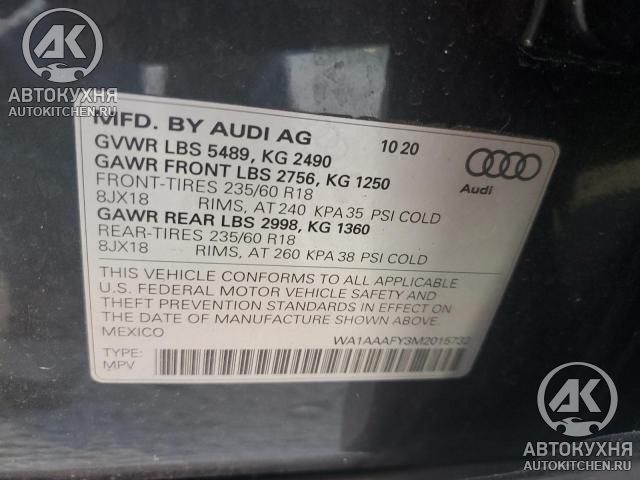 АВТОКУХНЯ
AUTOKITCHEN.RU
MFD. BY AUDI AG 10 20
GVWR LBS 5489, KG 2490
GAWR FRONT LBS 2756, KG 1250
FRONT-TIRES 235/60 R18
8JX18 RIMS, AT 240 KPA 35 PSI COLD
GAWR REAR LBS 2998, KG 1360
REAR-TIRES 235/60 R18
8JX18 RIMS, AT 260 KPA 38 PSI COLD
Audi
THIS VEHICLE CONFORMS TO ALL APPLICABLE
U.S. FEDERAL MOTOR VEHICLE SAFETY AND
THEFT PREVENTION STANDARDS IN EFFECT ON
THE DATE OF MANUFACTURE SHOWN ABOVE.
MEXICO
WA1AAAFY3M2015732
TYPE:
MPV
АК
АВТОКУХНЯ
AUTOKITCHEN.RU